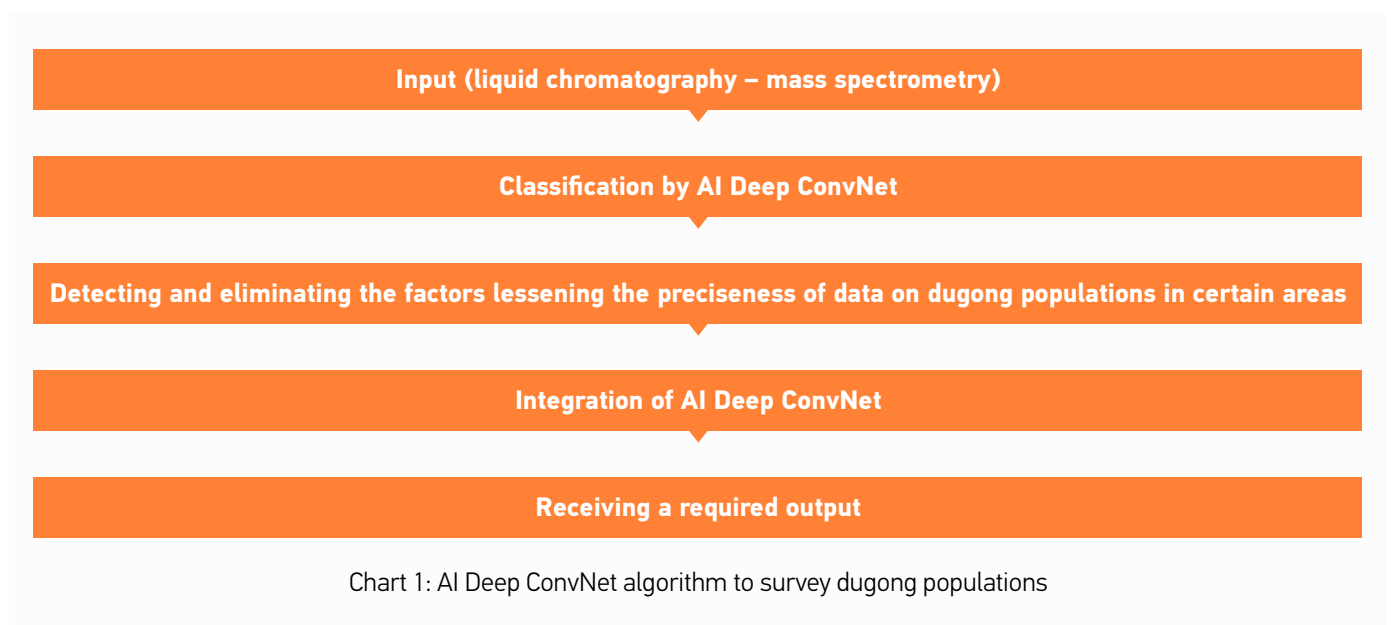 Input (liquid chromatography – mass spectrometry)
Classification by AI Deep ConvNet
Detecting and eliminating the factors lessening the preciseness of data on dugong populations in certain areas
Integration of AI Deep ConvNet
Receiving a required output
Chart 1: AI Deep ConvNet algorithm to survey dugong populations